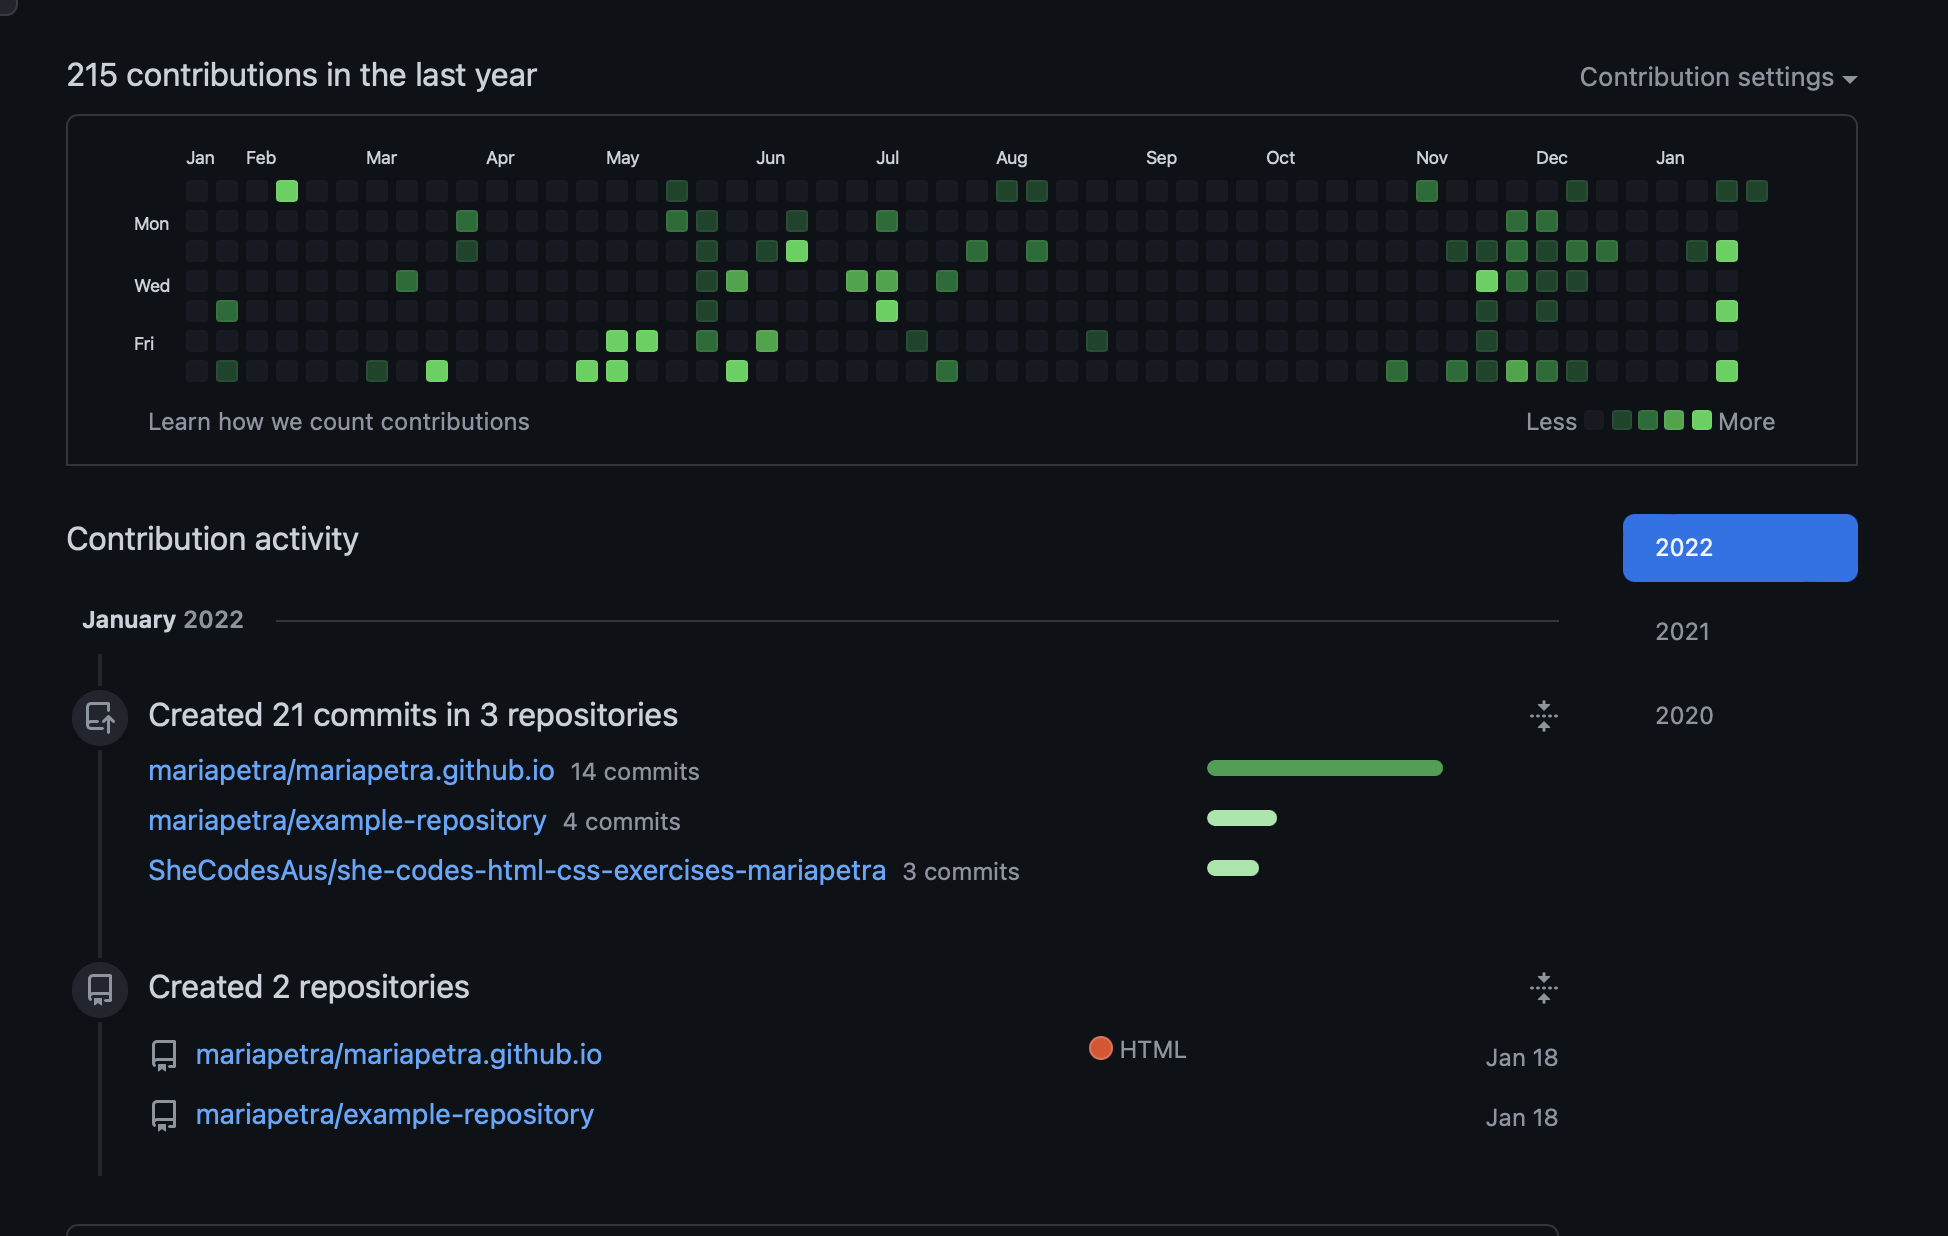 215 contributions in the last year
Contribution settings
Jan Feb Mar Apr May Jun Jul Aug Sep Oct Nov Dec Jan
Mon
Wed
Fri
Learn how we count contributions
Less More
Contribution activity
2022
January 2022
2021
Created 21 commits in 3 repositories
2020
mariapetra/mariapetra.github.io 14 commits
mariapetra/example-repository 4 commits
SheCodesAus/she-codes-html-css-exercises-mariapetra 3 commits
Created 2 repositories
mariapetra/mariapetra.github.io HTML Jan 18
mariapetra/example-repository Jan 18